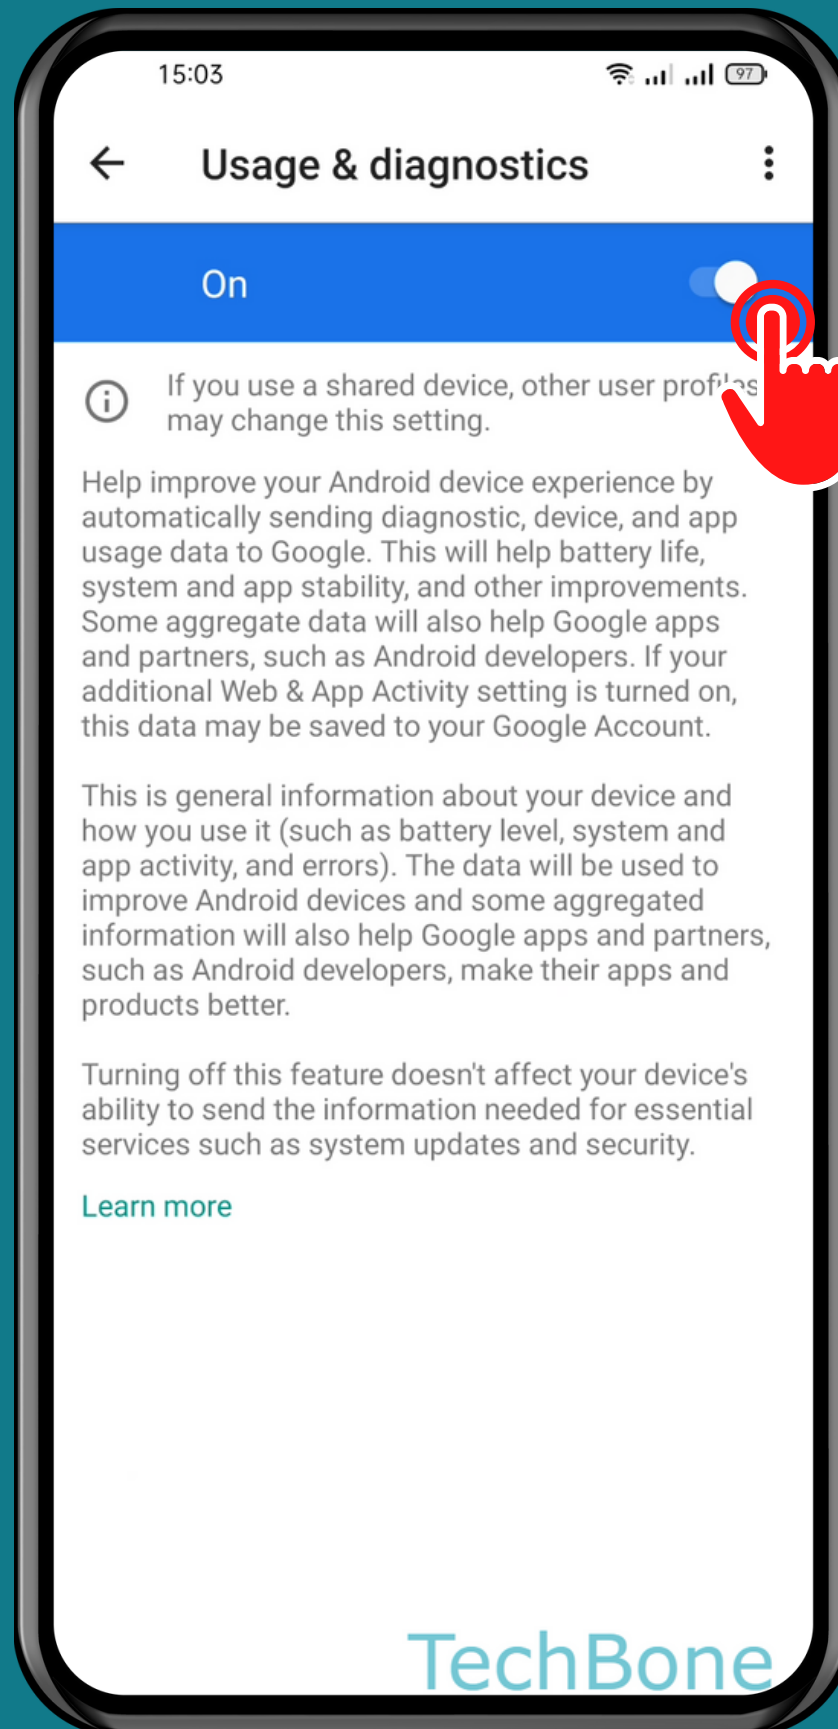 15:03
97
Usage & diagnostics
On
If you use a shared device, other user profiles
may change this setting.
Help improve your Android device experience by
automatically sending diagnostic, device, and app
usage data to Google. This will help battery life,
system and app stability, and other improvements.
Some aggregate data will also help Google apps
and partners, such as Android developers. If your
additional Web & App Activity setting is turned on,
this data may be saved to your Google Account.
This is general information about your device and
how you use it (such as battery level, system and
app activity, and errors). The data will be used to
improve Android devices and some aggregated
information will also help Google apps and partners,
such as Android developers, make their apps and
products better.
Turning off this feature doesn't affect your device's
ability to send the information needed for essential
services such as system updates and security.
Learn more
TechBone